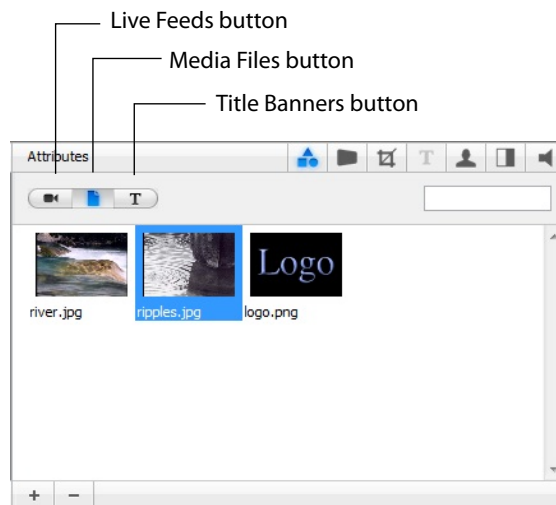 Live Feeds button
Media Files button
Title Banners button
Attributes
T
T
Logo
river.jpg
ripples.jpg
logo.png
+ −